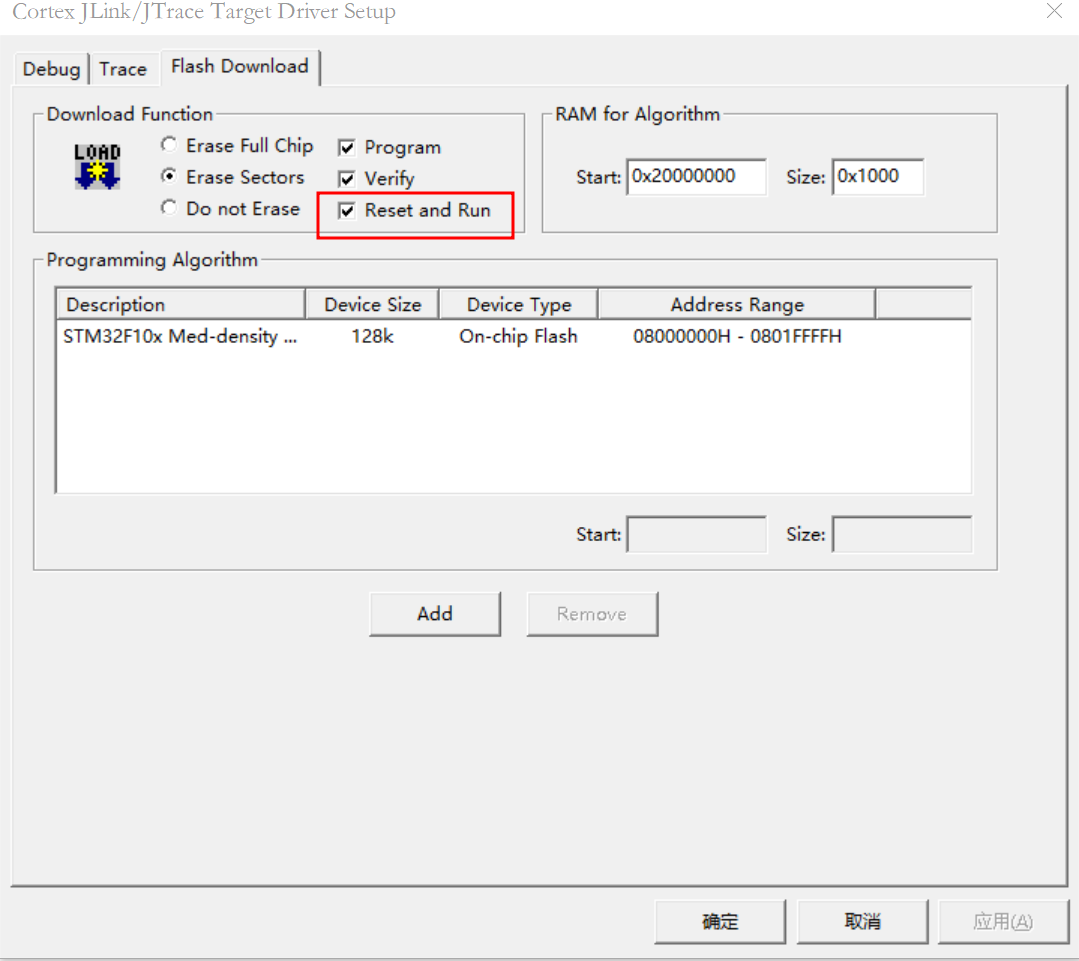 Cortex JLink/JTrace Target Driver Setup
Debug Trace Flash Download
Download Function
LOAD
Erase Full Chip
Erase Sectors
Do not Erase
Program
Verify
Reset and Run
RAM for Algorithm
Start: 0x20000000 Size: 0x1000
Programming Algorithm
Description Device Size Device Type Address Range
STM32F10x Med-density ... 128k On-chip Flash 08000000H - 0801FFFFH
Start: Size:
Add Remove
确定 取消 应用(A)